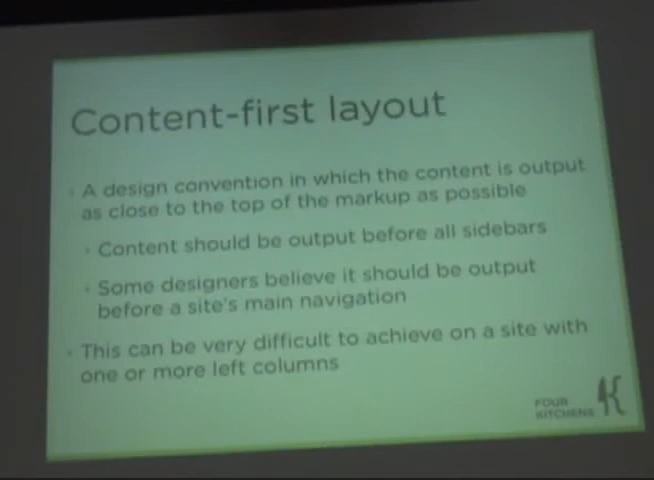 Content-first layout
A design convention in which the content is output
as close to the top of the markup as possible
Content should be output before all sidebars
Some designers believe it should be output
before a site's main navigation
This can be very difficult to achieve on a site with
one or more left columns
FOUR
KITCHENS
4K